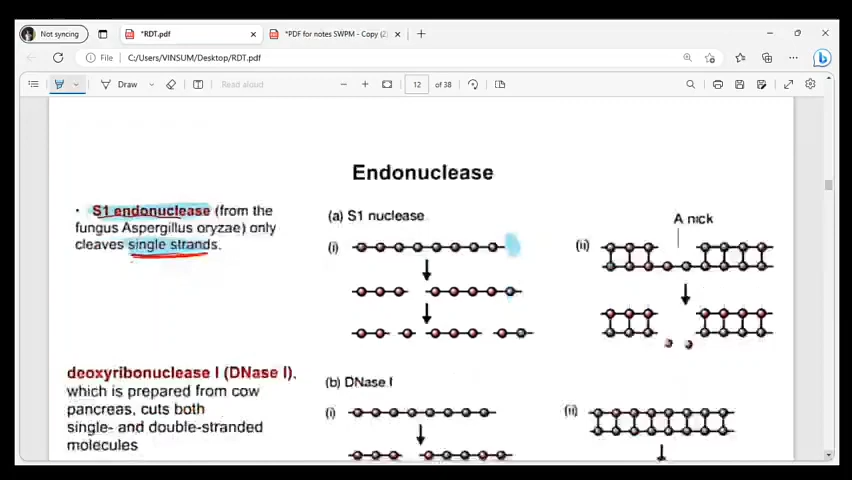 Not syncing
*RDT.pdf
*PDF for notes SWPM - Copy (2)
File
C:/Users/VINSUM/Desktop/RDT.pdf
Draw
Read aloud
12
of 38
Endonuclease
• S1 endonuclease (from the
fungus Aspergillus oryzae) only
cleaves single strands.
(a) S1 nuclease
(i)
(ii)
A nick
deoxyribonuclease I (DNase I),
which is prepared from cow
pancreas, cuts both
single- and double-stranded
molecules
(b) DNase I
(i)
(ii)